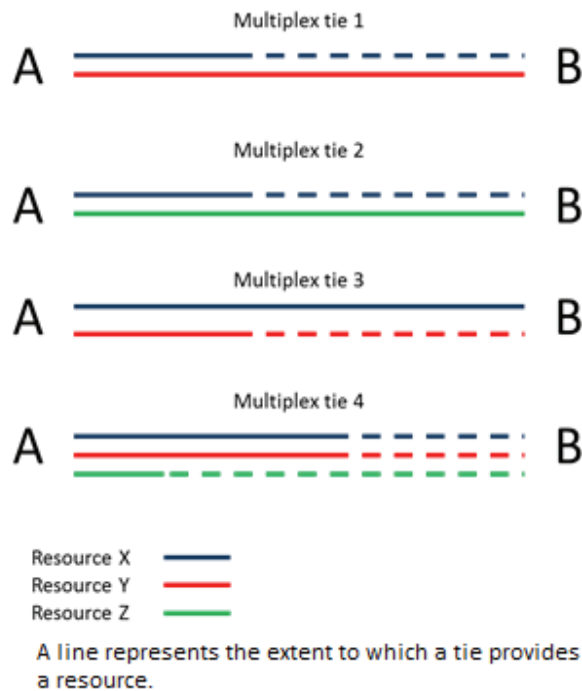 Multiplex tie 1
A B
Multiplex tie 2
A B
Multiplex tie 3
A B
Multiplex tie 4
A B
Resource X
Resource Y
Resource Z
A line represents the extent to which a tie provides
a resource.